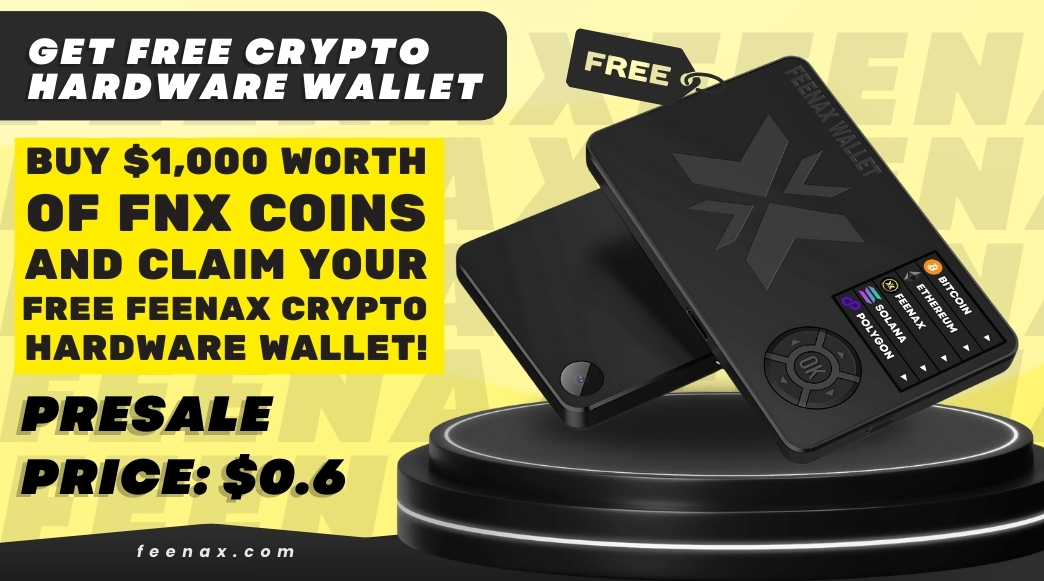 GET FREE CRYPTO
HARDWARE WALLET
BUY $1,000 WORTH
OF FNX COINS
AND CLAIM YOUR
FREE FEENAX CRYPTO
HARDWARE WALLET!
PRESALE
PRICE: $0.6
feenax.com
FREE
FEENAX WALLET
BITCOIN
ETHEREUM
FEENAX
SOLANA
POLYGON
OK